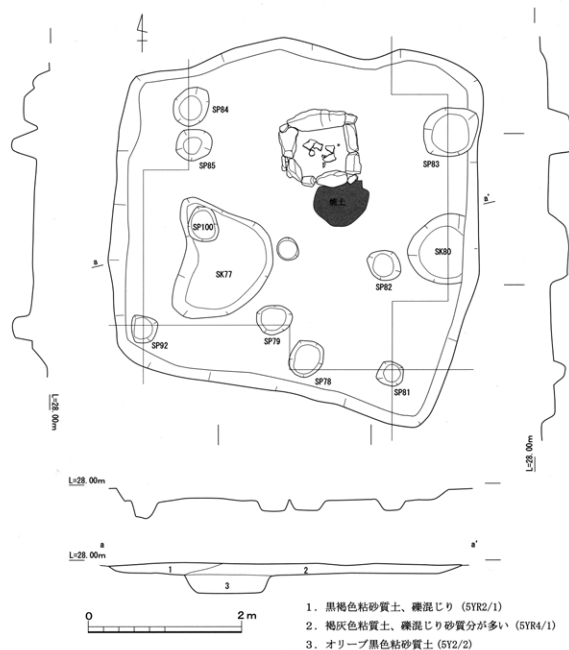 4
SP84
SP85
SP83
焼土
a
a'
SP100
SK77
SK80
SP82
SP92
SP79
SP78
SP81
L=28.00m
L=28.00m
L=28.00m
a
a'
L=28.00m
1
2
3
0
2 m
1. 黒褐色粘砂質土、礫混じり (5YR2/1)
2. 褐灰色粘質土、礫混じり砂質分が多い (5YR4/1)
3. オリーブ黒色粘砂質土 (5Y2/2)